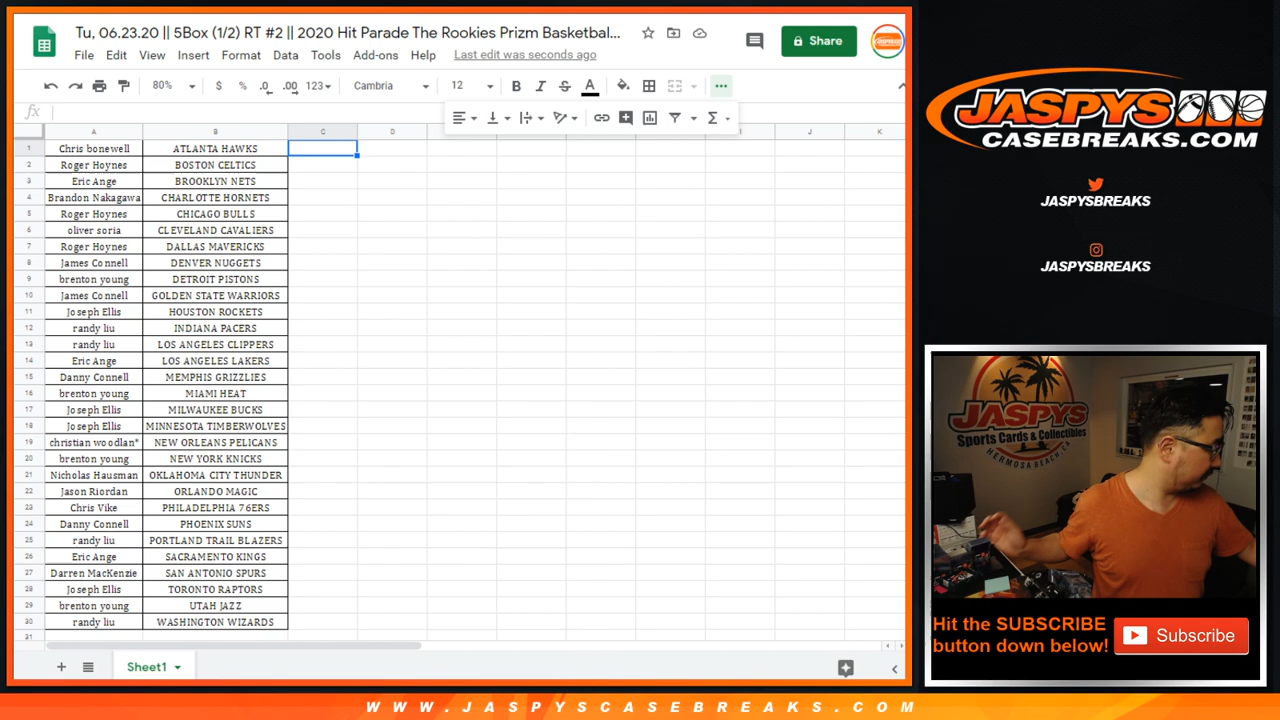 Tu, 06.23.20 || 5Box (1/2) RT #2 || 2020 Hit Parade The Rookies Prizm Basketbal...
Share
File Edit View Insert Format Data Tools Add-ons Help Last edit was seconds ago
80% $ % .0 .00 123 Cambria 12 B I S A
fx
A B C D J K
1 Chris bonewell ATLANTA HAWKS
2 Roger Hoynes BOSTON CELTICS
3 Eric Ange BROOKLYN NETS
4 Brandon Nakagawa CHARLOTTE HORNETS
5 Roger Hoynes CHICAGO BULLS
6 oliver soria CLEVELAND CAVALIERS
7 Roger Hoynes DALLAS MAVERICKS
8 James Connell DENVER NUGGETS
9 brenton young DETROIT PISTONS
10 James Connell GOLDEN STATE WARRIORS
11 Joseph Ellis HOUSTON ROCKETS
12 randy liu INDIANA PACERS
13 randy liu LOS ANGELES CLIPPERS
14 Eric Ange LOS ANGELES LAKERS
15 Danny Connell MEMPHIS GRIZZLIES
16 brenton young MIAMI HEAT
17 Joseph Ellis MILWAUKEE BUCKS
18 Joseph Ellis MINNESOTA TIMBERWOLVES
19 christian woodlan* NEW ORLEANS PELICANS
20 brenton young NEW YORK KNICKS
21 Nicholas Hausman OKLAHOMA CITY THUNDER
22 Jason Riordan ORLANDO MAGIC
23 Chris Vike PHILADELPHIA 76ERS
24 Danny Connell PHOENIX SUNS
25 randy liu PORTLAND TRAIL BLAZERS
26 Eric Ange SACRAMENTO KINGS
27 Darren MacKenzie SAN ANTONIO SPURS
28 Joseph Ellis TORONTO RAPTORS
29 brenton young UTAH JAZZ
30 randy liu WASHINGTON WIZARDS
31
Sheet1
JASPYS
CASEBREAKS.COM
JASPYSBREAKS
JASPYSBREAKS
JASPYS
Sports Cards & Collectibles
HERMOSA BEACH, CA
Hit the SUBSCRIBE
button down below!
Subscribe
WWW.JASPYSCASEBREAKS.COM